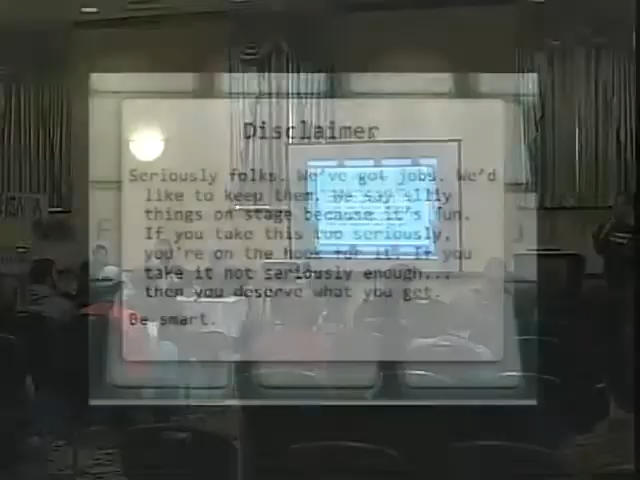 Disclaimer
Seriously folks. We've got jobs. We'd
like to keep them. We say silly
things on stage because it's fun.
If you take this too seriously,
you're on the hook for it. If you
take it not seriously enough...
then you deserve what you get.
Be smart.